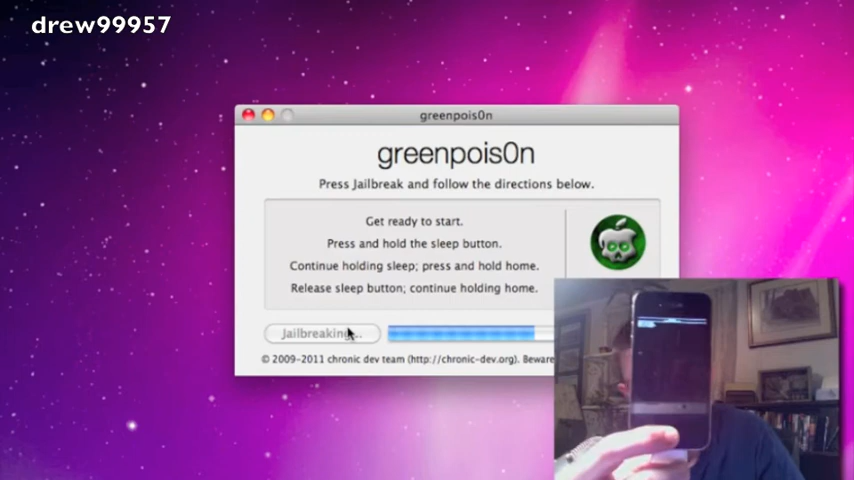 drew99957
greenpois0n
greenpois0n
Press Jailbreak and follow the directions below.
Get ready to start.
Press and hold the sleep button.
Continue holding sleep; press and hold home.
Release sleep button; continue holding home.
Jailbreaking...
© 2009-2011 chronic dev team (http://chronic-dev.org). Beware